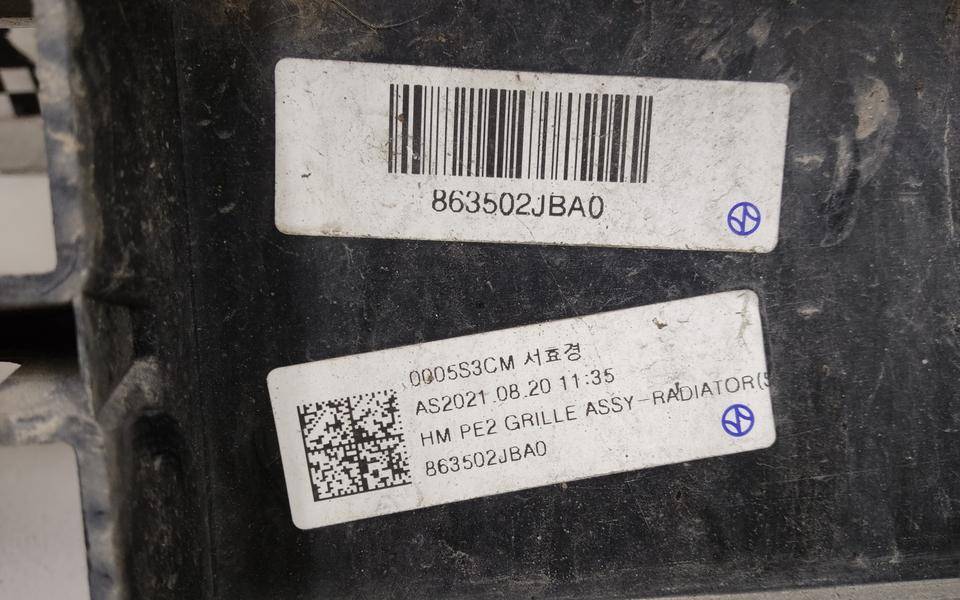 863502JBA0
0005S3CM 서효경
AS2021.08.20 11:35
HM PE2 GRILLE ASSY-RADIATOR(S
863502JBA0